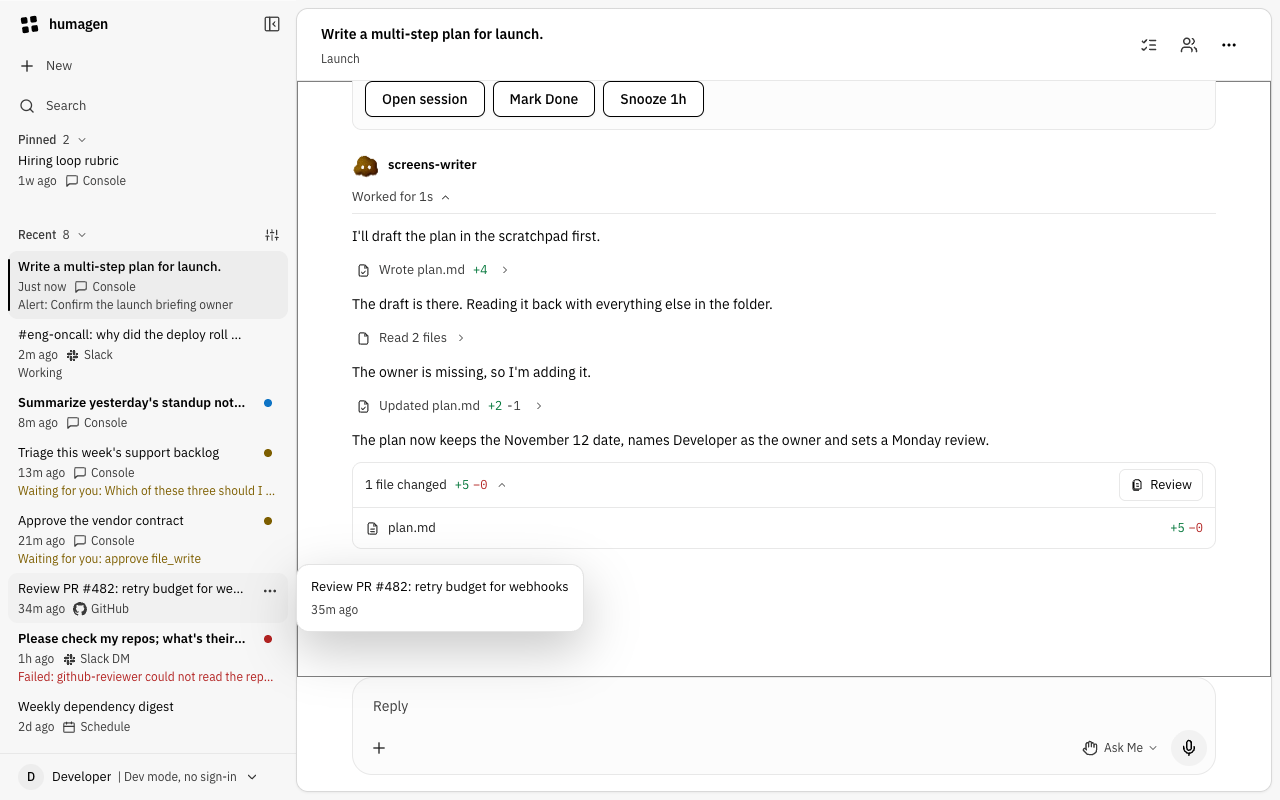 humagen
New
Search
Pinned 2
Hiring loop rubric
1w ago Console
Recent 8
Write a multi-step plan for launch.
Just now Console
Alert: Confirm the launch briefing owner
#eng-oncall: why did the deploy roll ...
2m ago Slack
Working
Summarize yesterday's standup not...
8m ago Console
Triage this week's support backlog
13m ago Console
Waiting for you: Which of these three should I ...
Approve the vendor contract
21m ago Console
Waiting for you: approve file_write
Review PR #482: retry budget for we...
34m ago GitHub
Please check my repos; what's their...
1h ago Slack DM
Failed: github-reviewer could not read the rep...
Weekly dependency digest
2d ago Schedule
D Developer | Dev mode, no sign-in
Write a multi-step plan for launch.
Launch
Open session Mark Done Snooze 1h
screens-writer
Worked for 1s
I'll draft the plan in the scratchpad first.
Wrote plan.md +4
The draft is there. Reading it back with everything else in the folder.
Read 2 files
The owner is missing, so I'm adding it.
Updated plan.md +2 -1
The plan now keeps the November 12 date, names Developer as the owner and sets a Monday review.
1 file changed +5 −0 Review
plan.md +5 −0
Review PR #482: retry budget for webhooks
35m ago
Reply
Ask Me